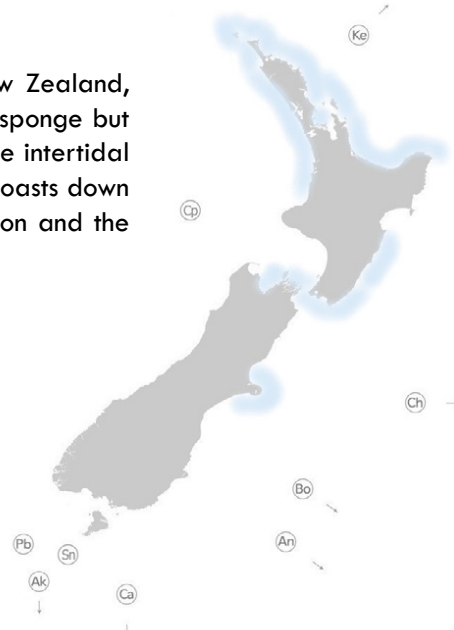 w Zealand,
sponge but
e intertidal
oasts down
on and the
Ke
Cp
Ch
Bo
An
Pb
Sn
Ak
Ca